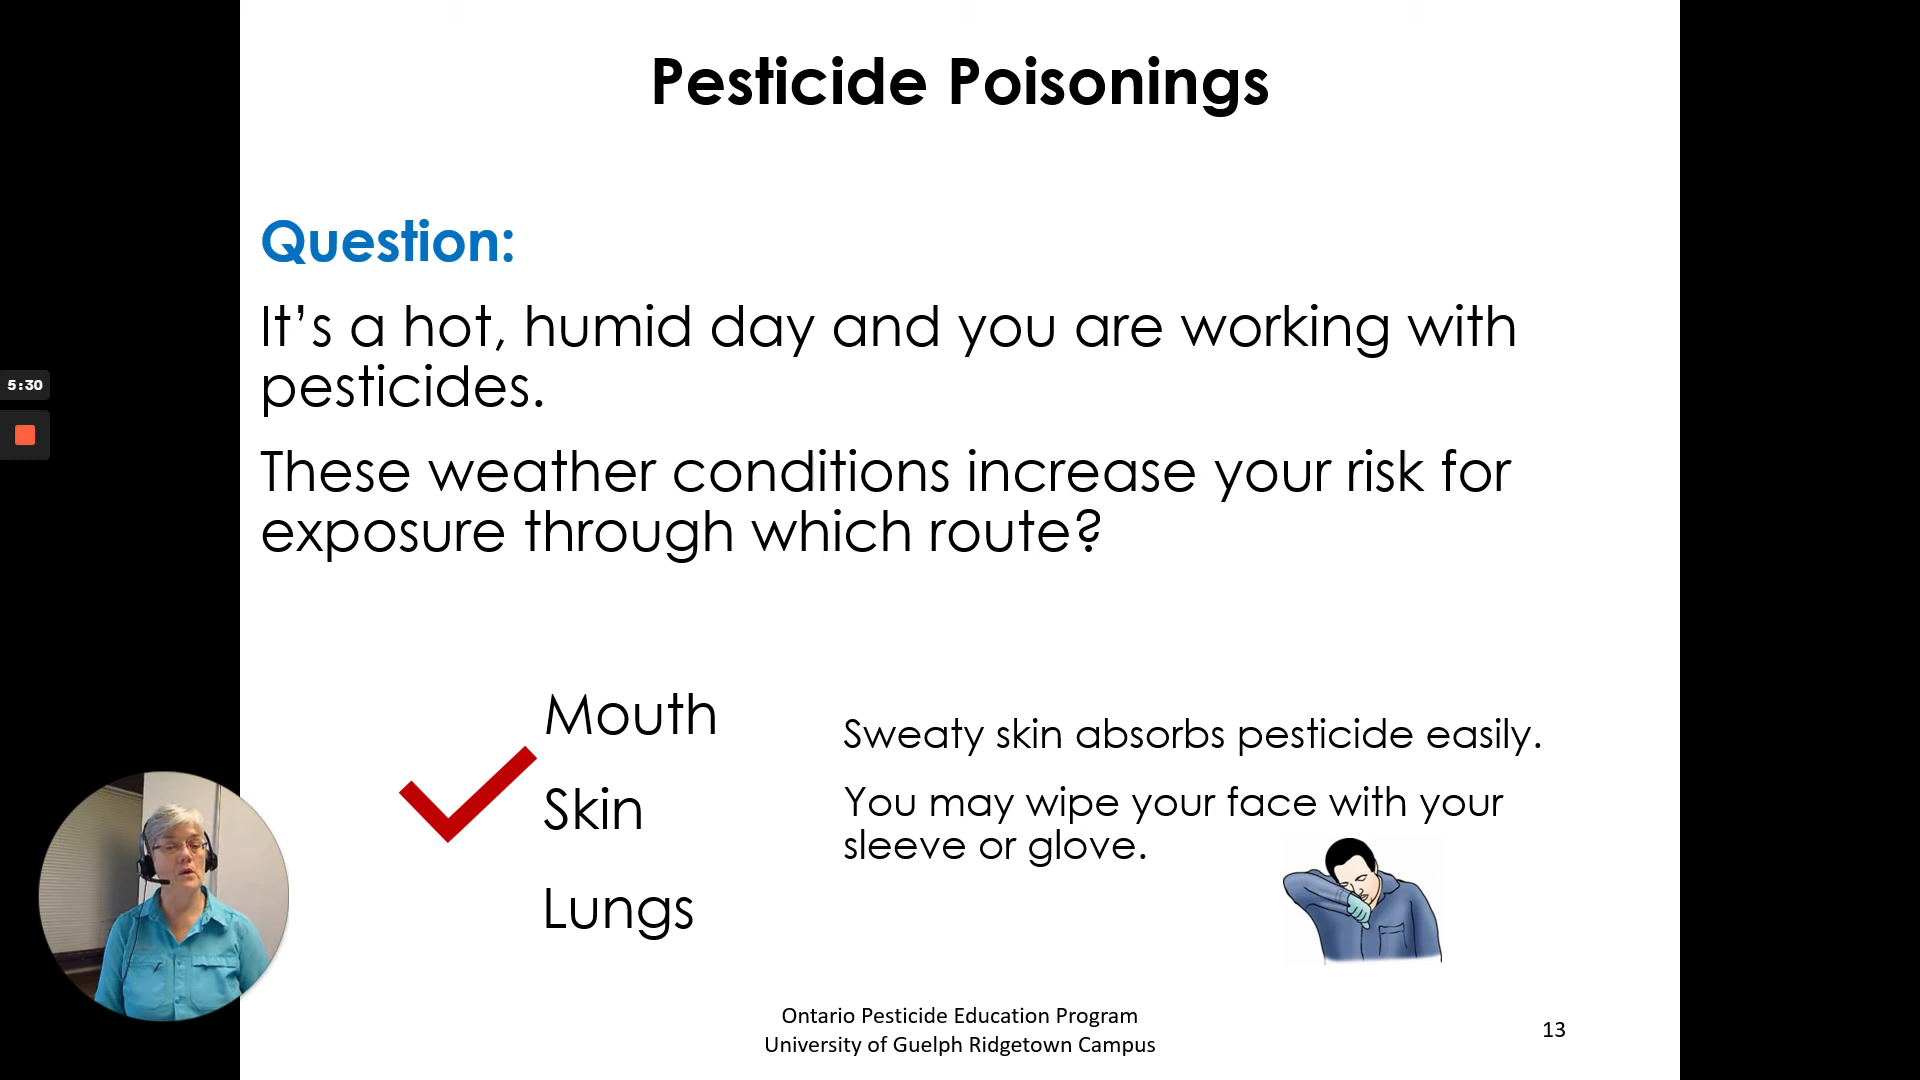 Pesticide Poisonings
Question:
It’s a hot, humid day and you are working with
pesticides.
These weather conditions increase your risk for
exposure through which route?
5:30
Mouth
Skin
Lungs
Sweaty skin absorbs pesticide easily.
You may wipe your face with your
sleeve or glove.
Ontario Pesticide Education Program
University of Guelph Ridgetown Campus
13